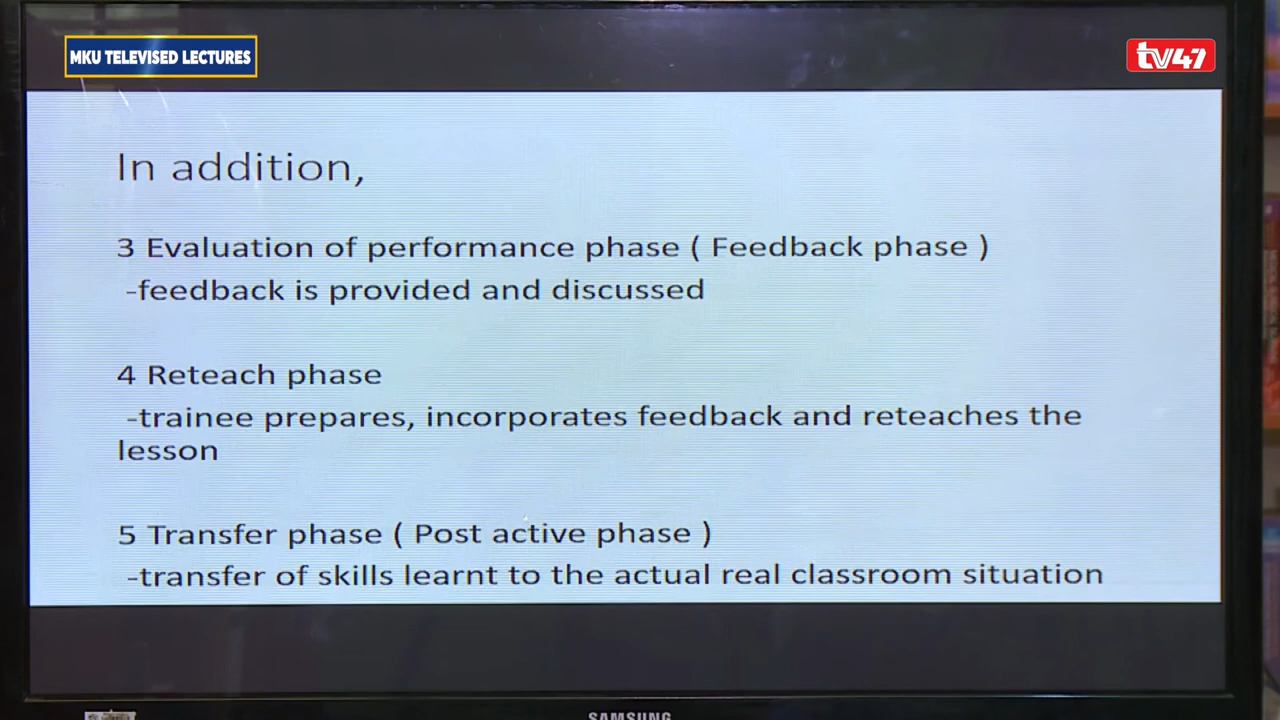 MKU TELEVISED LECTURES
tv47
In addition,
3 Evaluation of performance phase ( Feedback phase )
-feedback is provided and discussed
4 Reteach phase
-trainee prepares, incorporates feedback and reteaches the
lesson
5 Transfer phase ( Post active phase )
-transfer of skills learnt to the actual real classroom situation
SAMSUNG